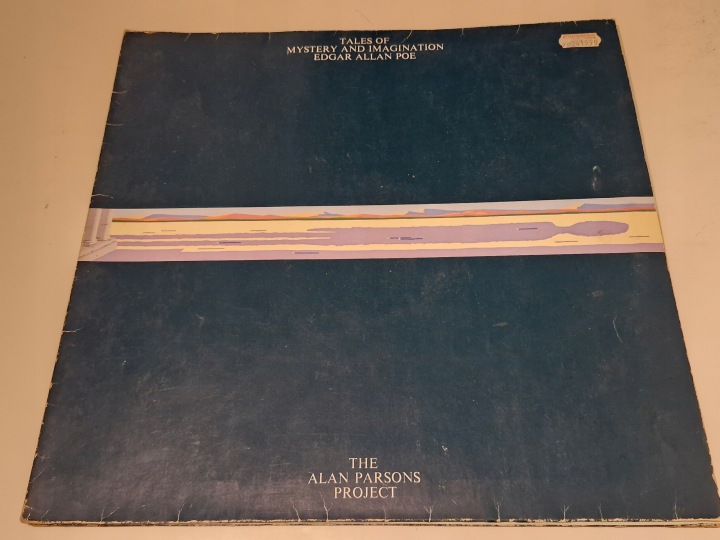 TALES OF
MYSTERY AND IMAGINATION
EDGAR ALLAN POE
THE
ALAN PARSONS
PROJECT